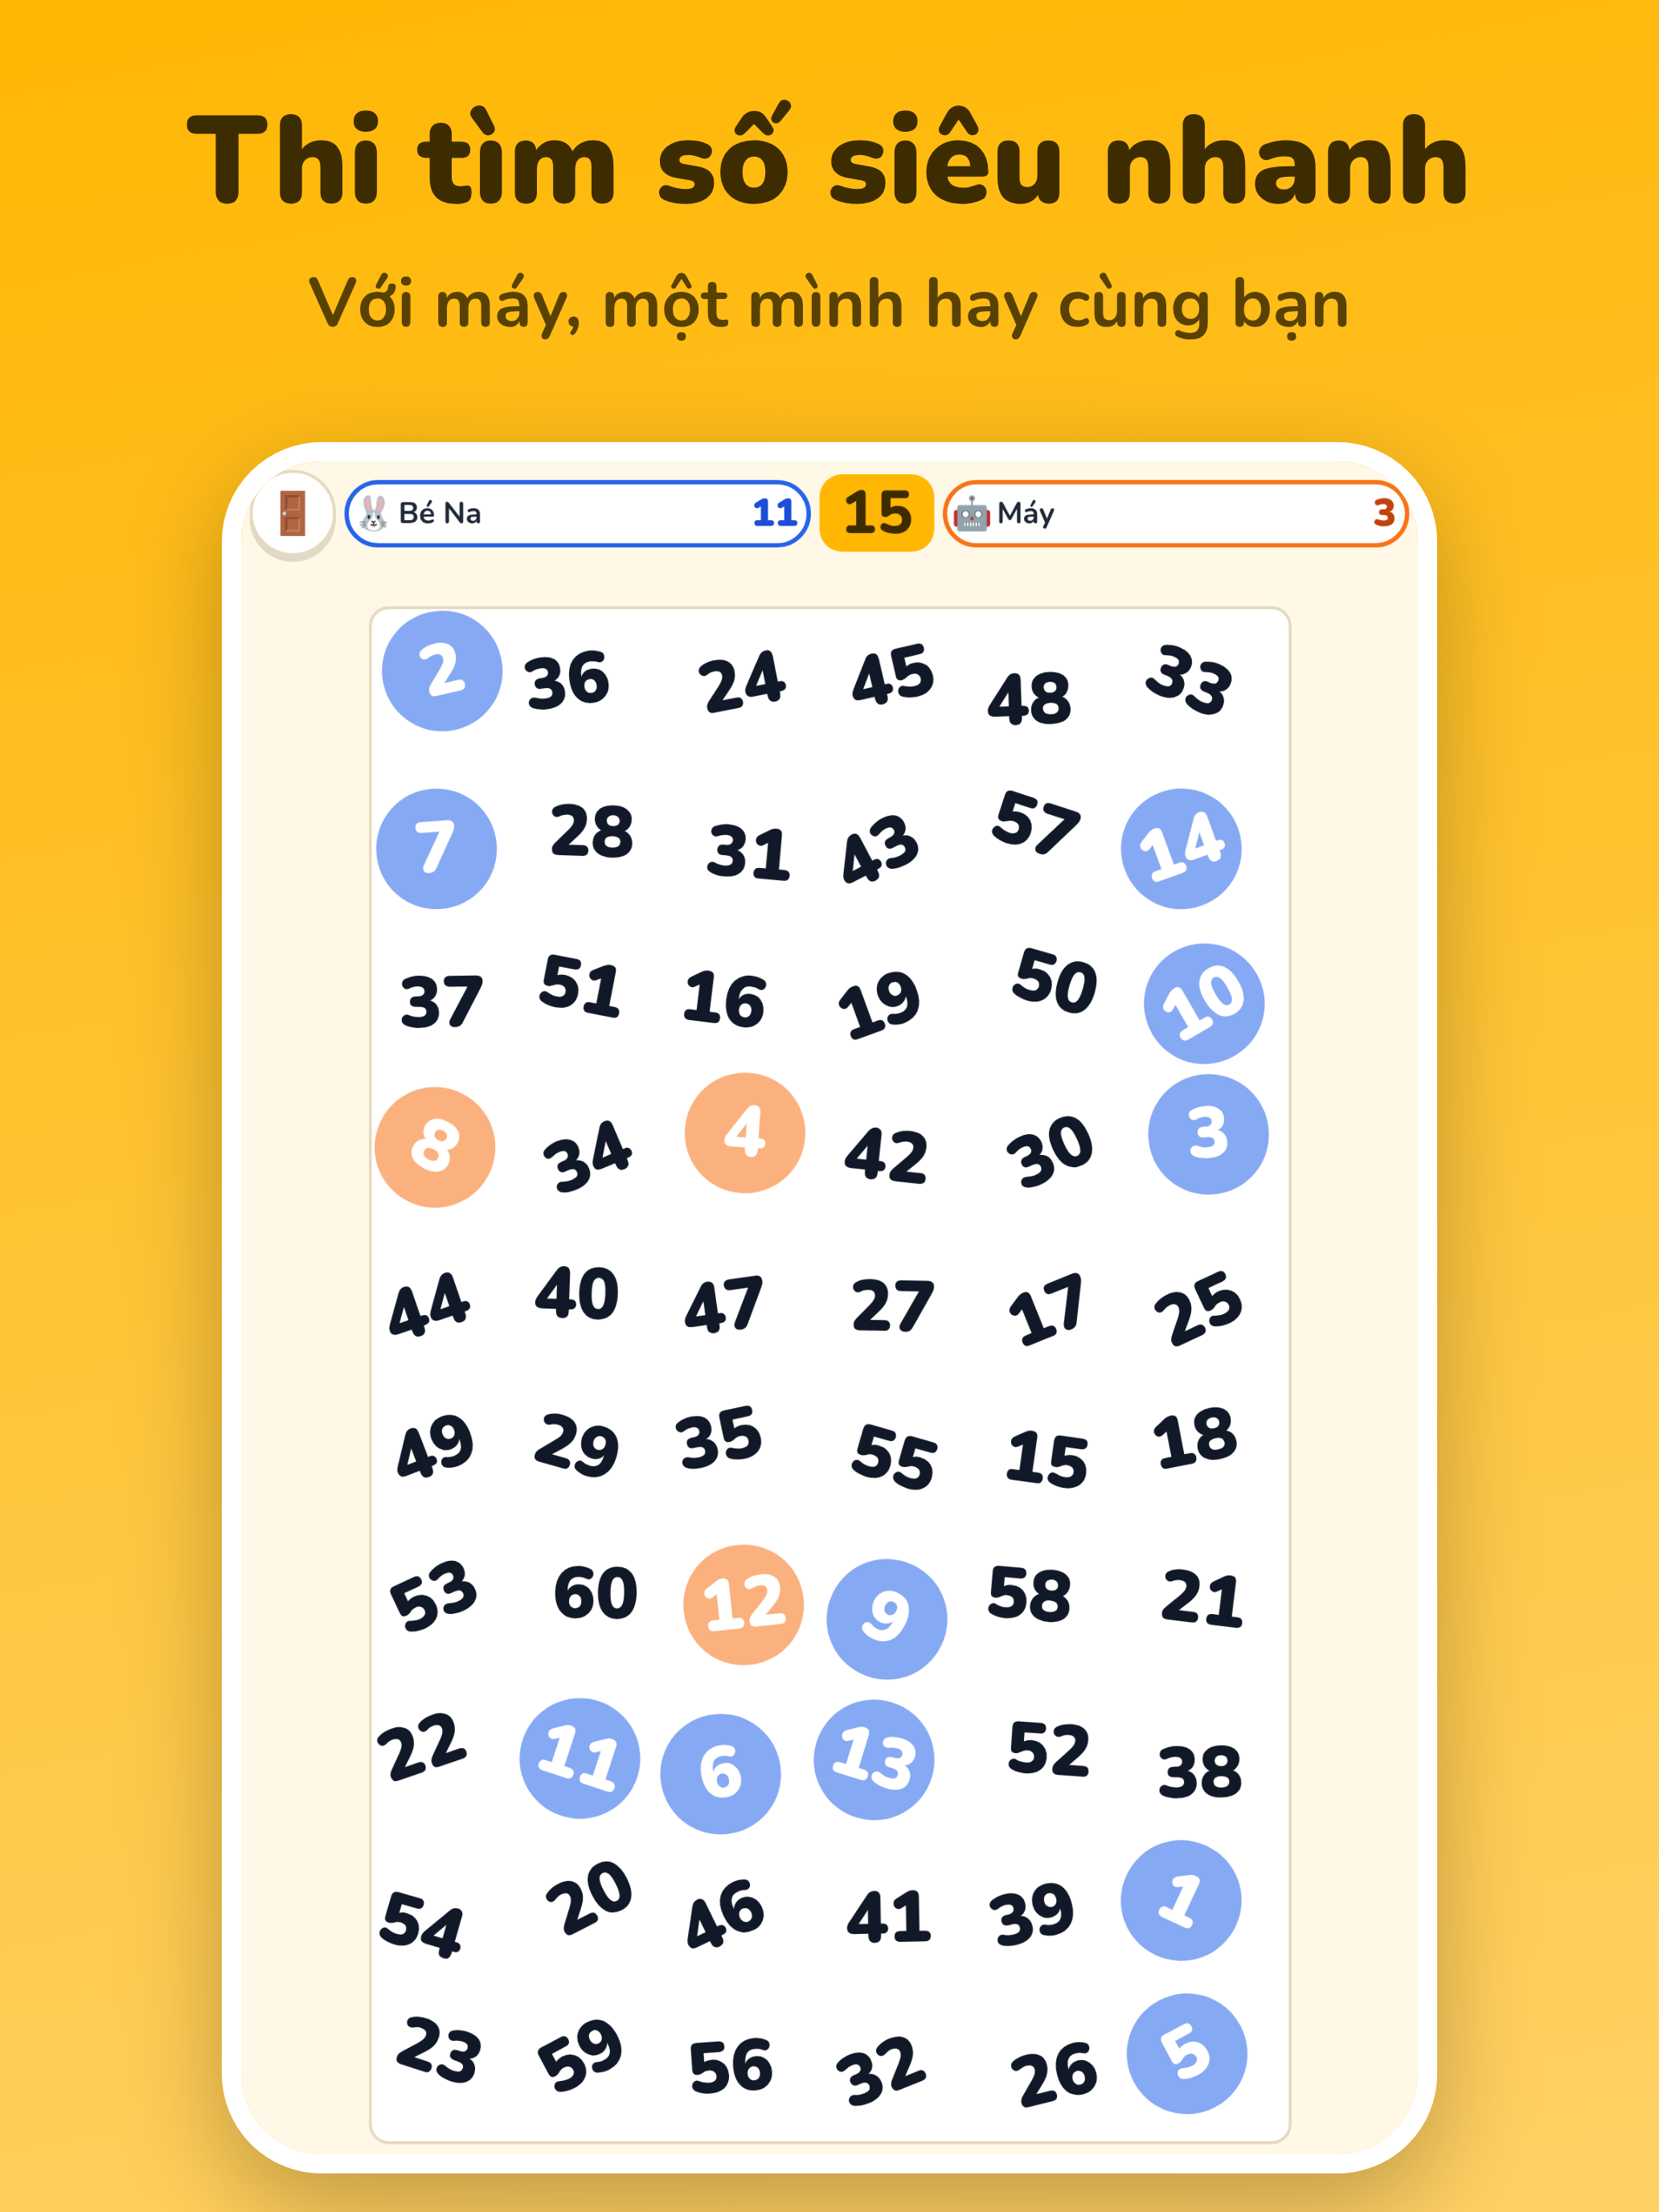 Thi tìm số siêu nhanh
Với máy, một mình hay cùng bạn
Bé Na 11 15 Máy 3
2 36 24 45 48 33
7 28 31 43 57 14
37 51 16 19 50 10
8 34 4 42 30 3
44 40 47 27 17 25
49 29 35 55 15 18
53 60 12 9 58 21
22 11 6 13 52 38
54 20 46 41 39 1
23 59 56 32 26 5